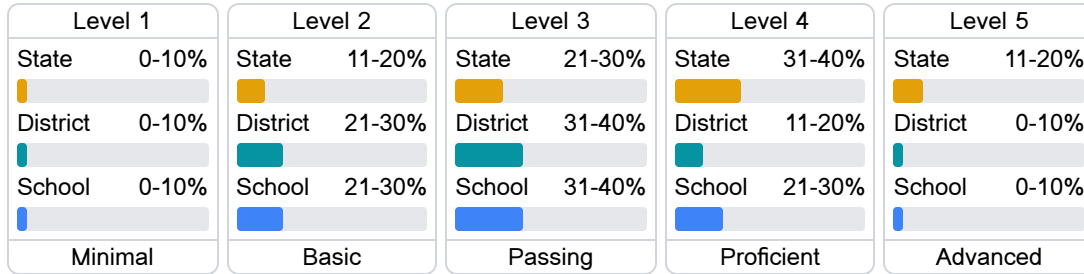 Level 1
State 0-10%
District 0-10%
School 0-10%
Minimal
Level 2
State 11-20%
District 21-30%
School 21-30%
Basic
Level 3
State 21-30%
District 31-40%
School 31-40%
Passing
Level 4
State 31-40%
District 11-20%
School 21-30%
Proficient
Level 5
State 11-20%
District 0-10%
School 0-10%
Advanced